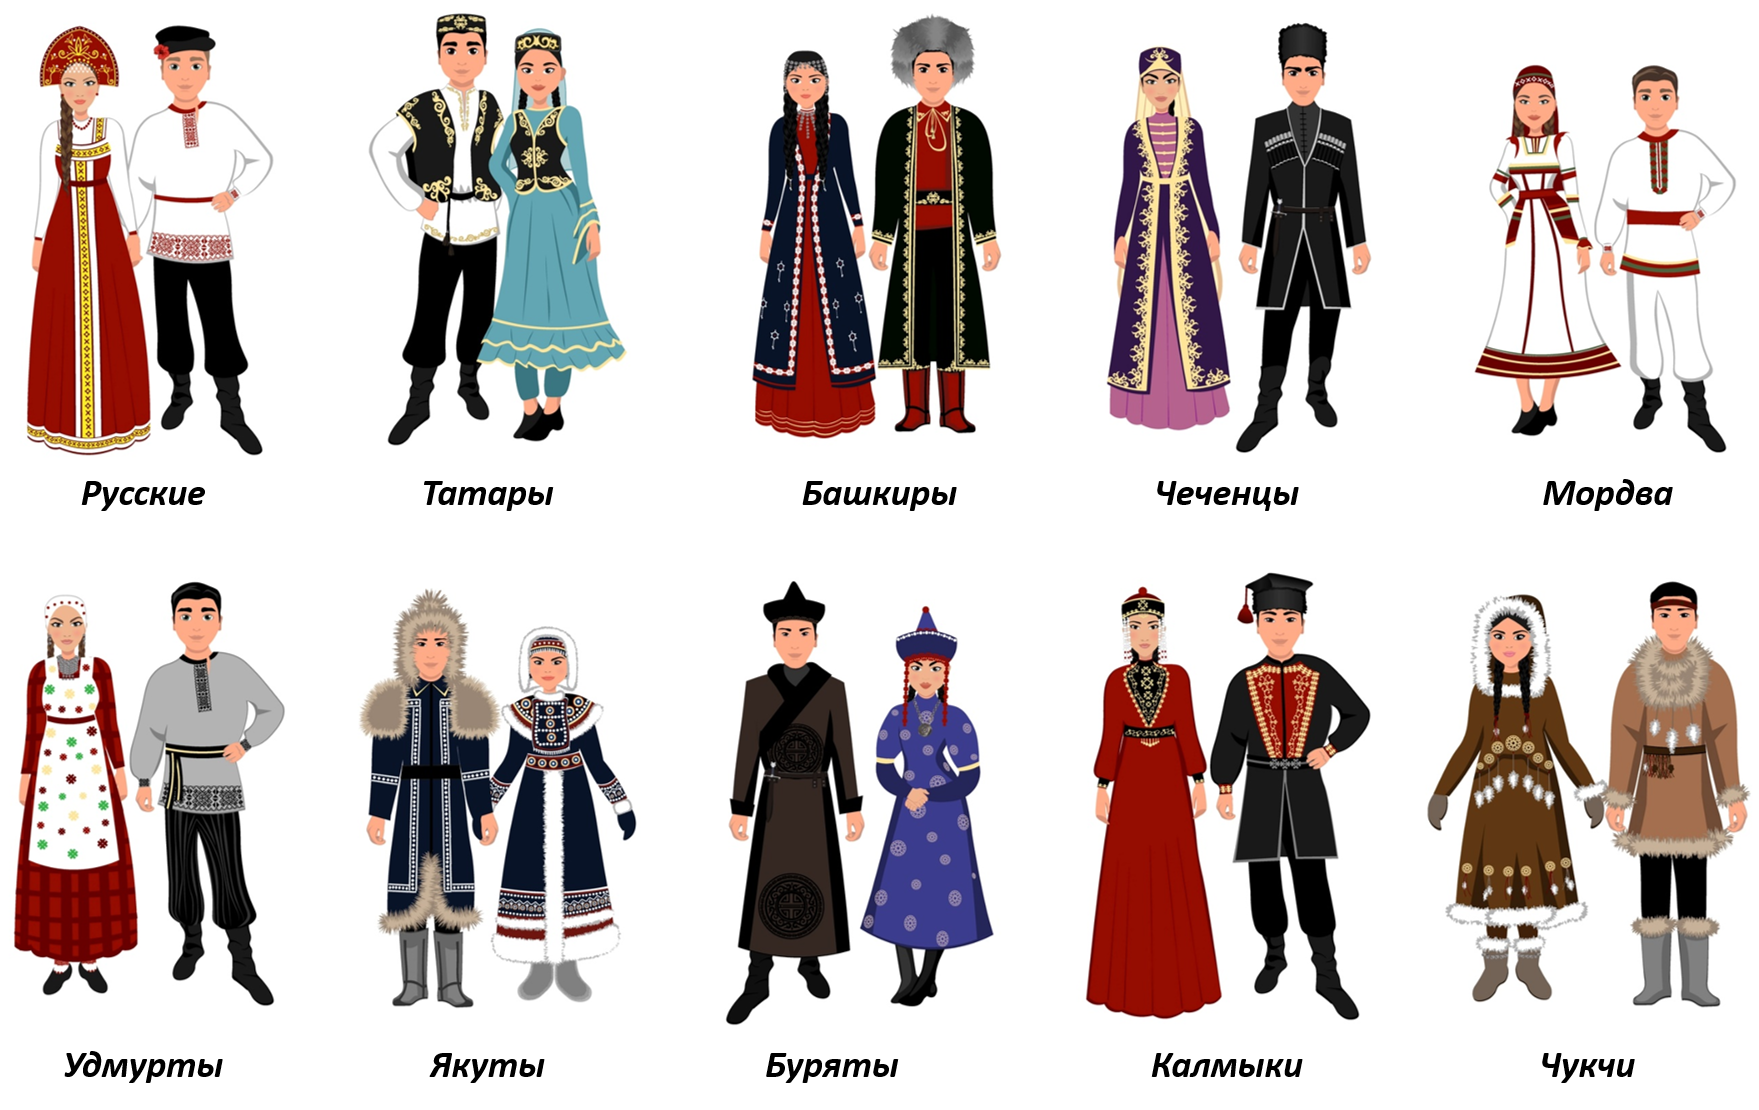 Русские
Татары
Башкиры
Чеченцы
Мордва
Удмурты
Якуты
Буряты
Калмыки
Чукчи